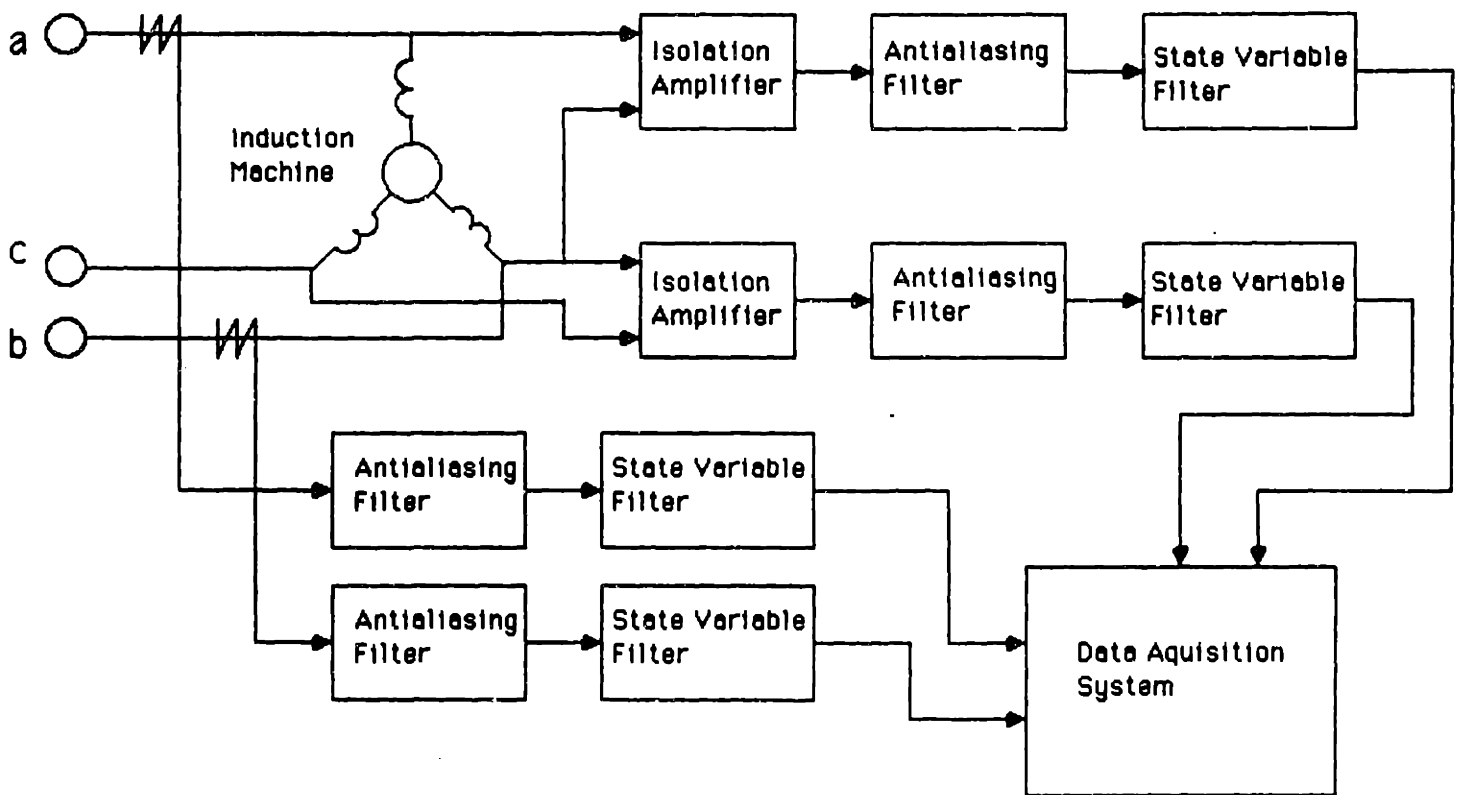 a
Isolation
Amplifier
Antialiasing
Filter
State Variable
Filter
Induction
Machine
c
Isolation
Amplifier
Antialiasing
Filter
State Variable
Filter
b
Antialiasing
Filter
State Variable
Filter
Antialiasing
Filter
State Variable
Filter
Data Aquisition
System